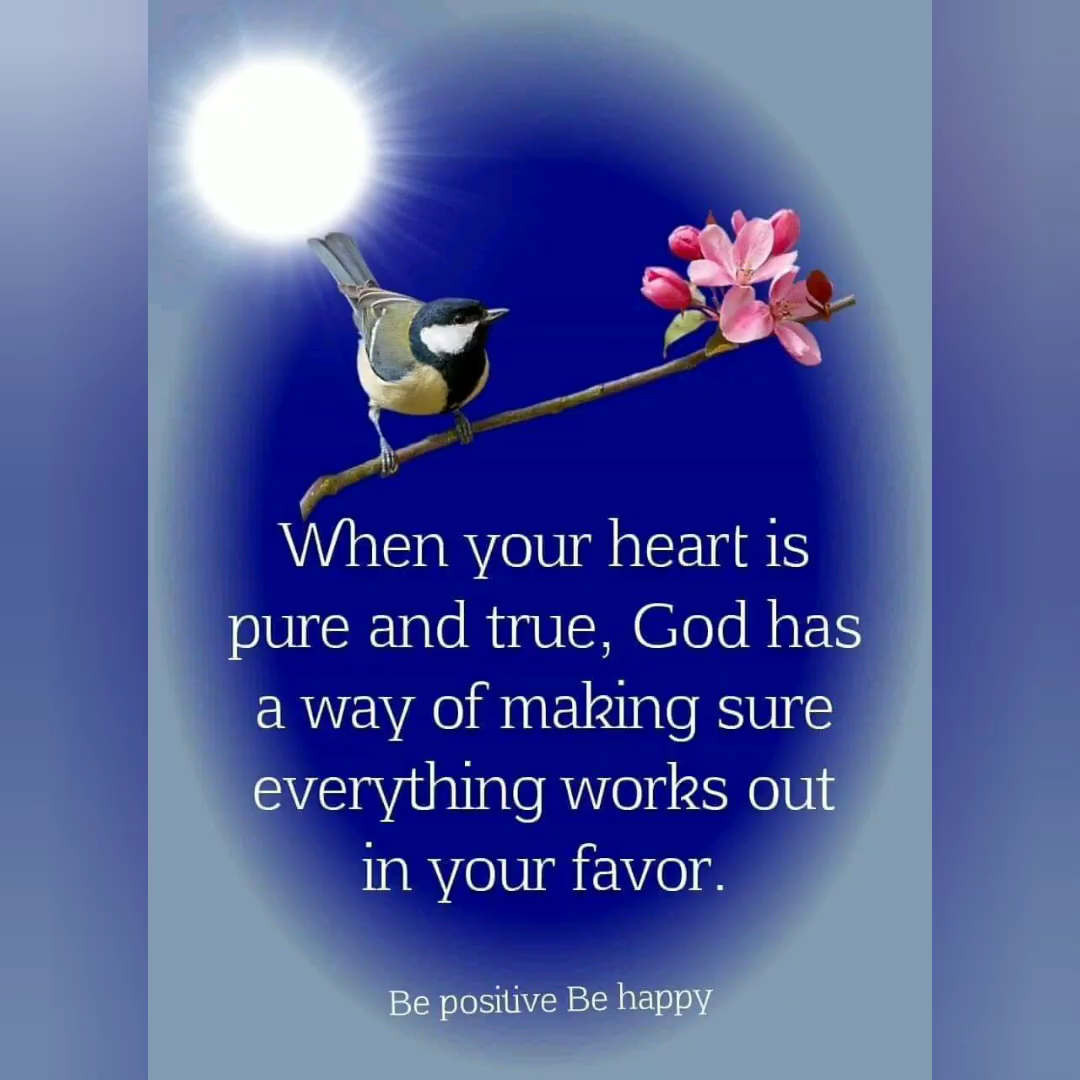 When your heart is
pure and true, God has
a way of making sure
everything works out
in your favor.
Be positive Be happy